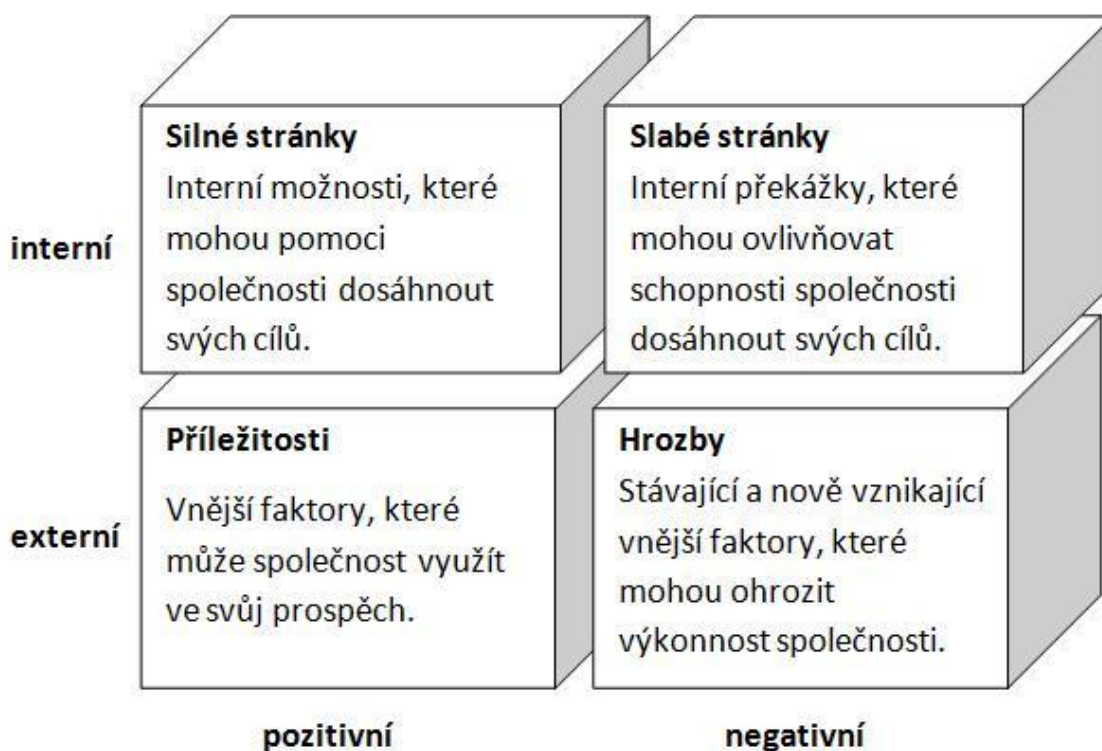 Silné stránky
Interní možnosti, které
mohou pomoci
společnosti dosáhnout
svých cílů.
Slabé stránky
Interní překážky, které
mohou ovlivňovat
schopnosti společnosti
dosáhnout svých cílů.
interní
Příležitosti
Vnější faktory, které
může společnost využít
ve svůj prospěch.
Hrozby
Stávající a nově vznikající
vnější faktory, které
mohou ohrozit
výkonnost společnosti.
externí
pozitivní
negativní